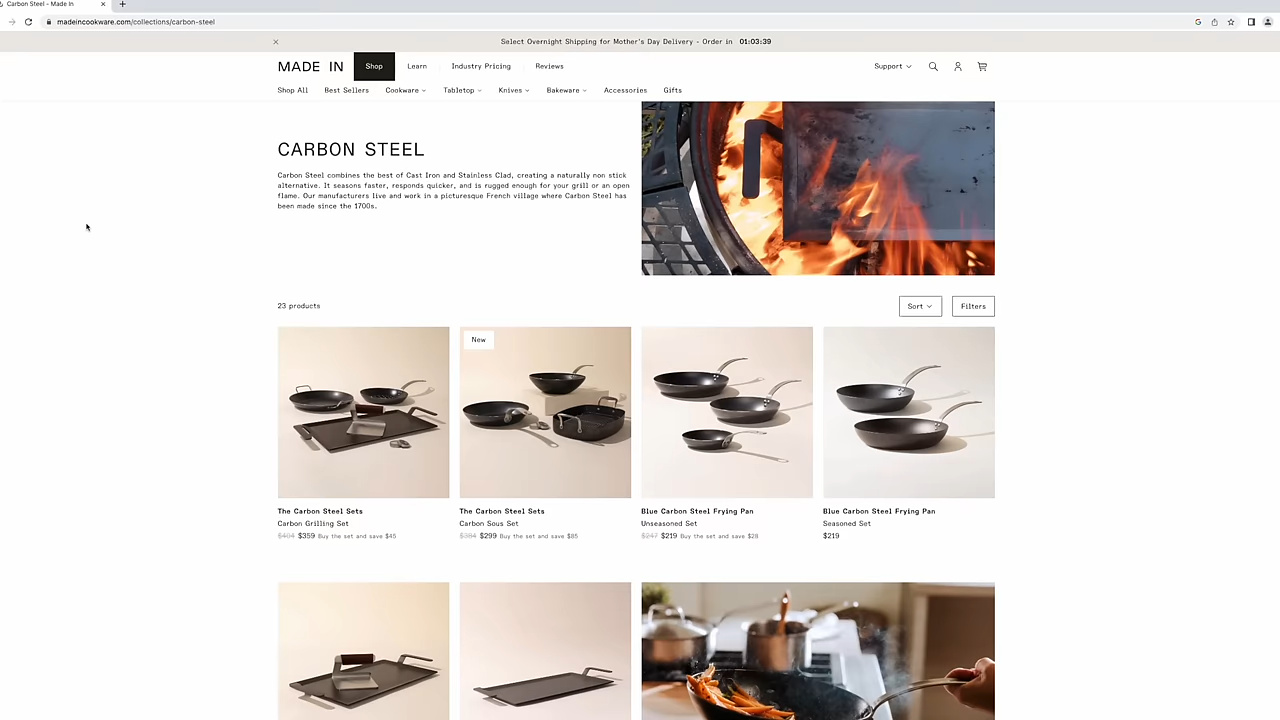 Carbon Steel – Made In
madeincookware.com/collections/carbon-steel
Select Overnight Shipping for Mother's Day Delivery - Order in 01:03:39
MADE IN
Shop
Learn
Industry Pricing
Reviews
Support
Shop All
Best Sellers
Cookware
Tabletop
Knives
Bakeware
Accessories
Gifts
CARBON STEEL
Carbon Steel combines the best of Cast Iron and Stainless Clad, creating a naturally non stick
alternative. It seasons faster, responds quicker, and is rugged enough for your grill or an open
flame. Our manufacturers live and work in a picturesque French village where Carbon Steel has
been made since the 1700s.
23 products
Sort
Filters
New
The Carbon Steel Sets
Carbon Grilling Set
$404 $359 Buy the set and save $45
The Carbon Steel Sets
Carbon Sous Set
$384 $299 Buy the set and save $85
Blue Carbon Steel Frying Pan
Unseasoned Set
$247 $219 Buy the set and save $28
Blue Carbon Steel Frying Pan
Seasoned Set
$219